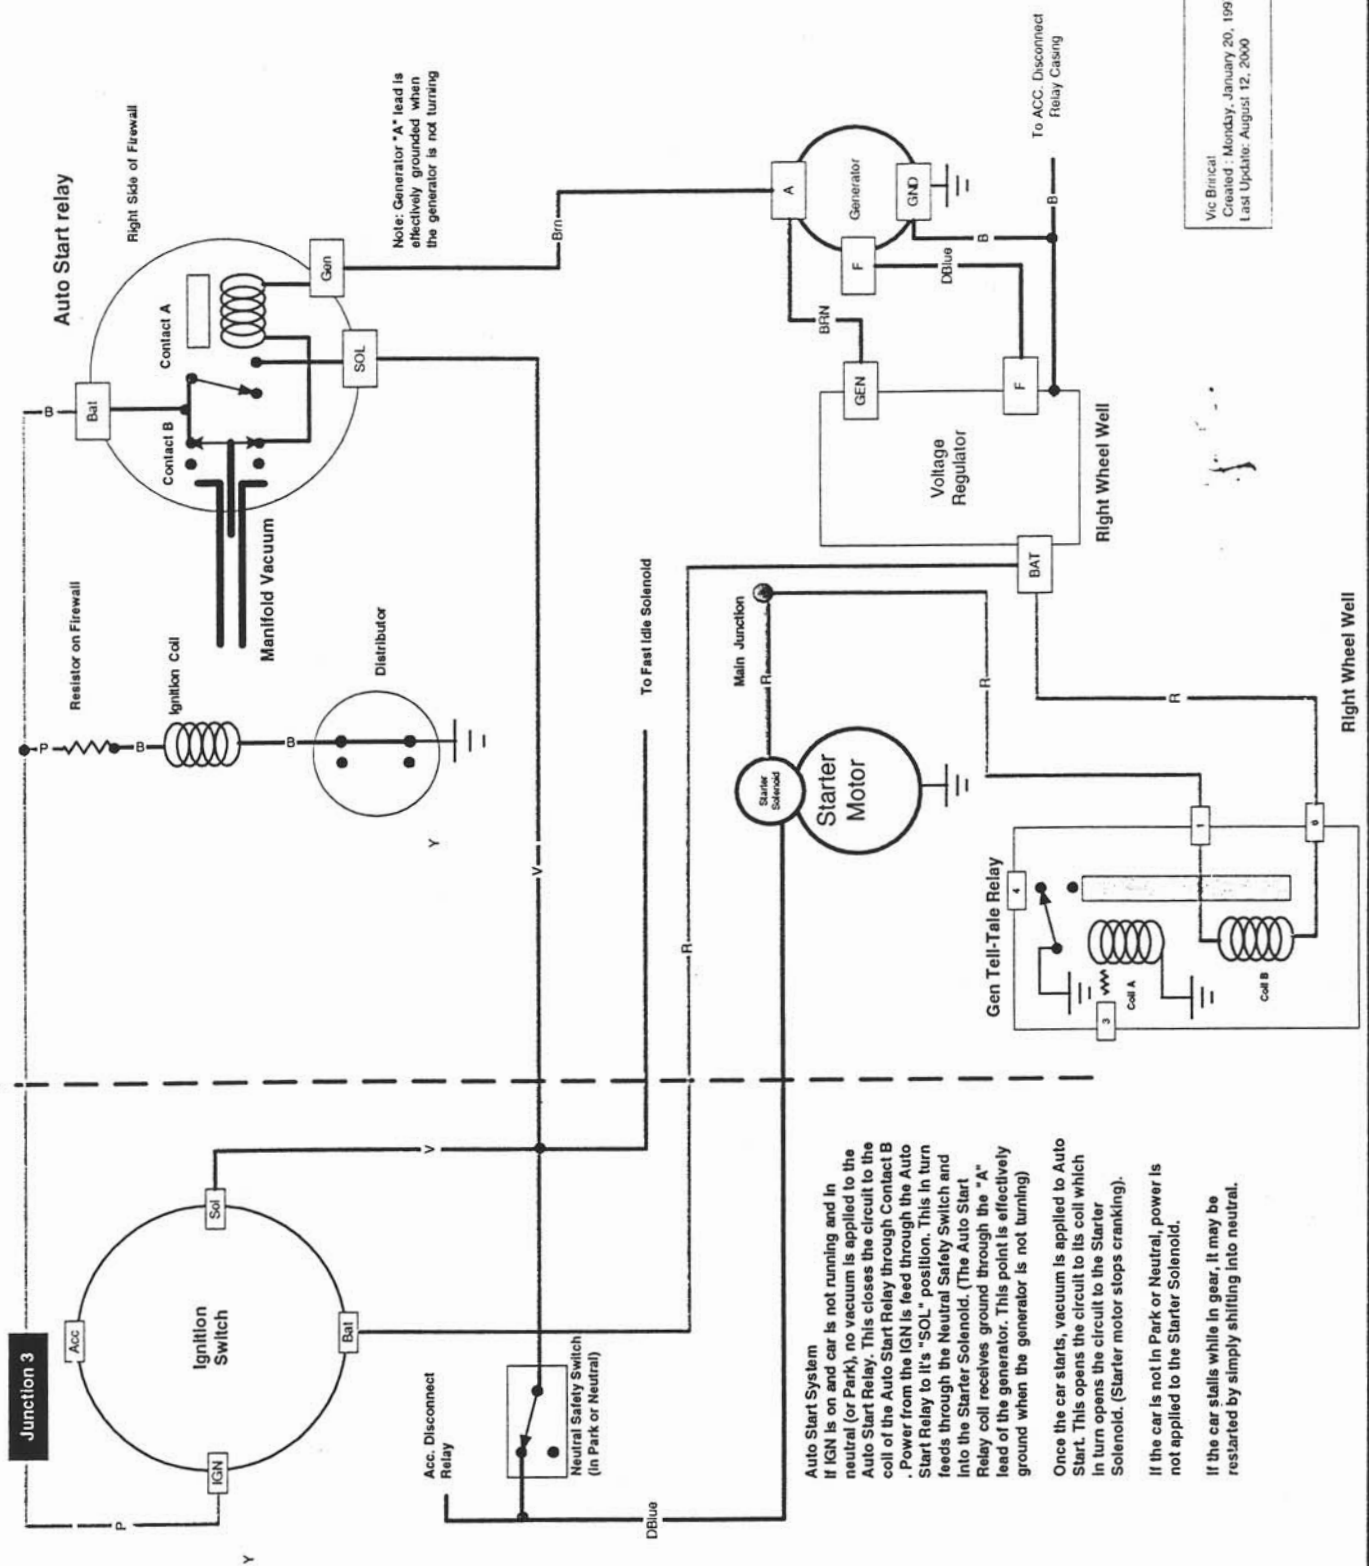 Junction 3
Auto Start relay
Right Side of Firewall
Resistor on Firewall
P
B
Bat
Contact A
Contact B
Acc
Ignition
Switch
IGN
Sol
Bat
P
Y
B
Ignition Coil
B
Distributor
Y
Manifold Vacuum
Gen
SOL
Note: Generator "A" lead is
effectively grounded when
the generator is not turning
Brn
V
V
Acc. Disconnect
Relay
Neutral Safety Switch
(in Park or Neutral)
DBlue
To Fast Idle Solenoid
R
R
Main Junction
R
Starter
Solenoid
Starter
Motor
A
Generator
GND
F
BRN
GEN
DBlue
B
F
Voltage
Regulator
BAT
Right Wheel Well
B
To ACC. Disconnect
Relay Casing
R
Gen Tell-Tale Relay
4
3
1
6
Coil A
Coil B
Right Wheel Well
Auto Start System
If IGN is on and car is not running and in
neutral (or Park), no vacuum is applied to the
Auto Start Relay. This closes the circuit to the
coil of the Auto Start Relay through Contact B
. Power from the IGN is feed through the Auto
Start Relay to it's "SOL" position. This in turn
feeds through the Neutral Safety Switch and
into the Starter Solenoid. (The Auto Start
Relay coil receives ground through the "A"
lead of the generator. This point is effectively
ground when the generator is not turning)
Once the car starts, vacuum is applied to Auto
Start. This opens the circuit to its coil which
in turn opens the circuit to the Starter
Solenoid. (Starter motor stops cranking).
If the car is not in Park or Neutral, power is
not applied to the Starter Solenoid.
If the car stalls while in gear, it may be
restarted by simply shifting into neutral.
Vic Brincat
Created : Monday, January 20, 199
Last Update: August 12, 2000